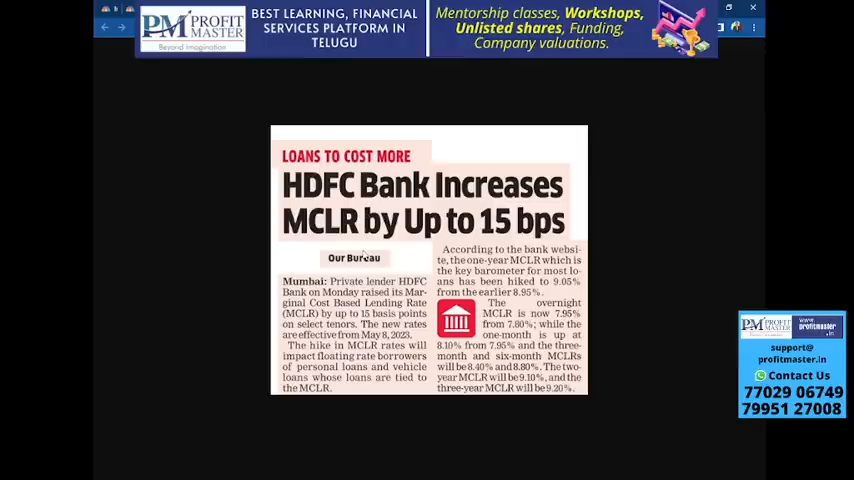 PM PROFIT
MASTER
Beyond imagination
BEST LEARNING, FINANCIAL
SERVICES PLATFORM IN
TELUGU
Mentorship classes, Workshops,
Unlisted shares, Funding,
Company valuations.
LOANS TO COST MORE
HDFC Bank Increases
MCLR by Up to 15 bps
Our Bureau
Mumbai: Private lender HDFC
Bank on Monday raised its Mar-
ginal Cost Based Lending Rate
(MCLR) by up to 15 basis points
on select tenors. The new rates
are effective from May 8, 2023.
The hike in MCLR rates will
impact floating rate borrowers
of personal loans and vehicle
loans whose loans are tied to
the MCLR.
According to the bank websi-
te, the one-year MCLR which is
the key barometer for most lo-
ans has been hiked to 9.05%
from the earlier 8.95%.
The overnight
MCLR is now 7.95%
from 7.80%; while the
one-month is up at
8.10% from 7.95% and the three-
month and six-month MCLRs
will be 8.40% and 8.80%. The two-
year MCLR will be 9.10%, and the
three-year MCLR will be 9.20%.
PM PROFIT
MASTER
www.
profitmaster
.in
support@
profitmaster.in
Contact Us
77029 06749
79951 27008